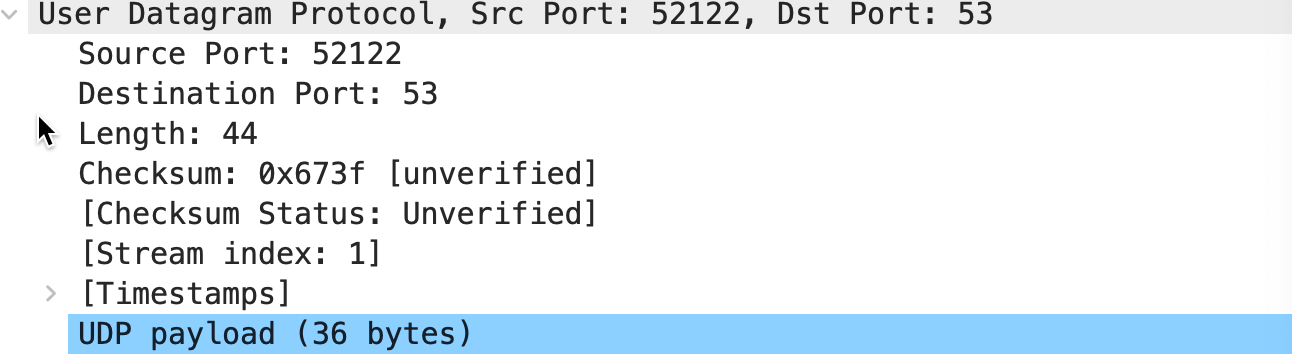 User Datagram Protocol, Src Port: 52122, Dst Port: 53
Source Port: 52122
Destination Port: 53
Length: 44
Checksum: 0x673f [unverified]
[Checksum Status: Unverified]
[Stream index: 1]
[Timestamps]
UDP payload (36 bytes)